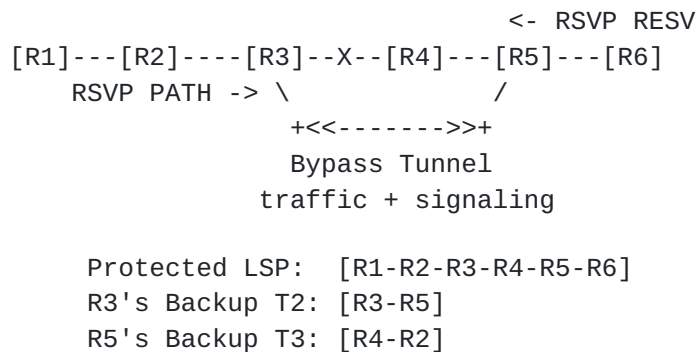 <- RSVP RESV
[R1]---[R2]----[R3]--X--[R4]---[R5]---[R6]
RSVP PATH -> \ /
+<<------->>+
Bypass Tunnel
traffic + signaling
Protected LSP: [R1-R2-R3-R4-R5-R6]
R3's Backup T2: [R3-R5]
R5's Backup T3: [R4-R2]